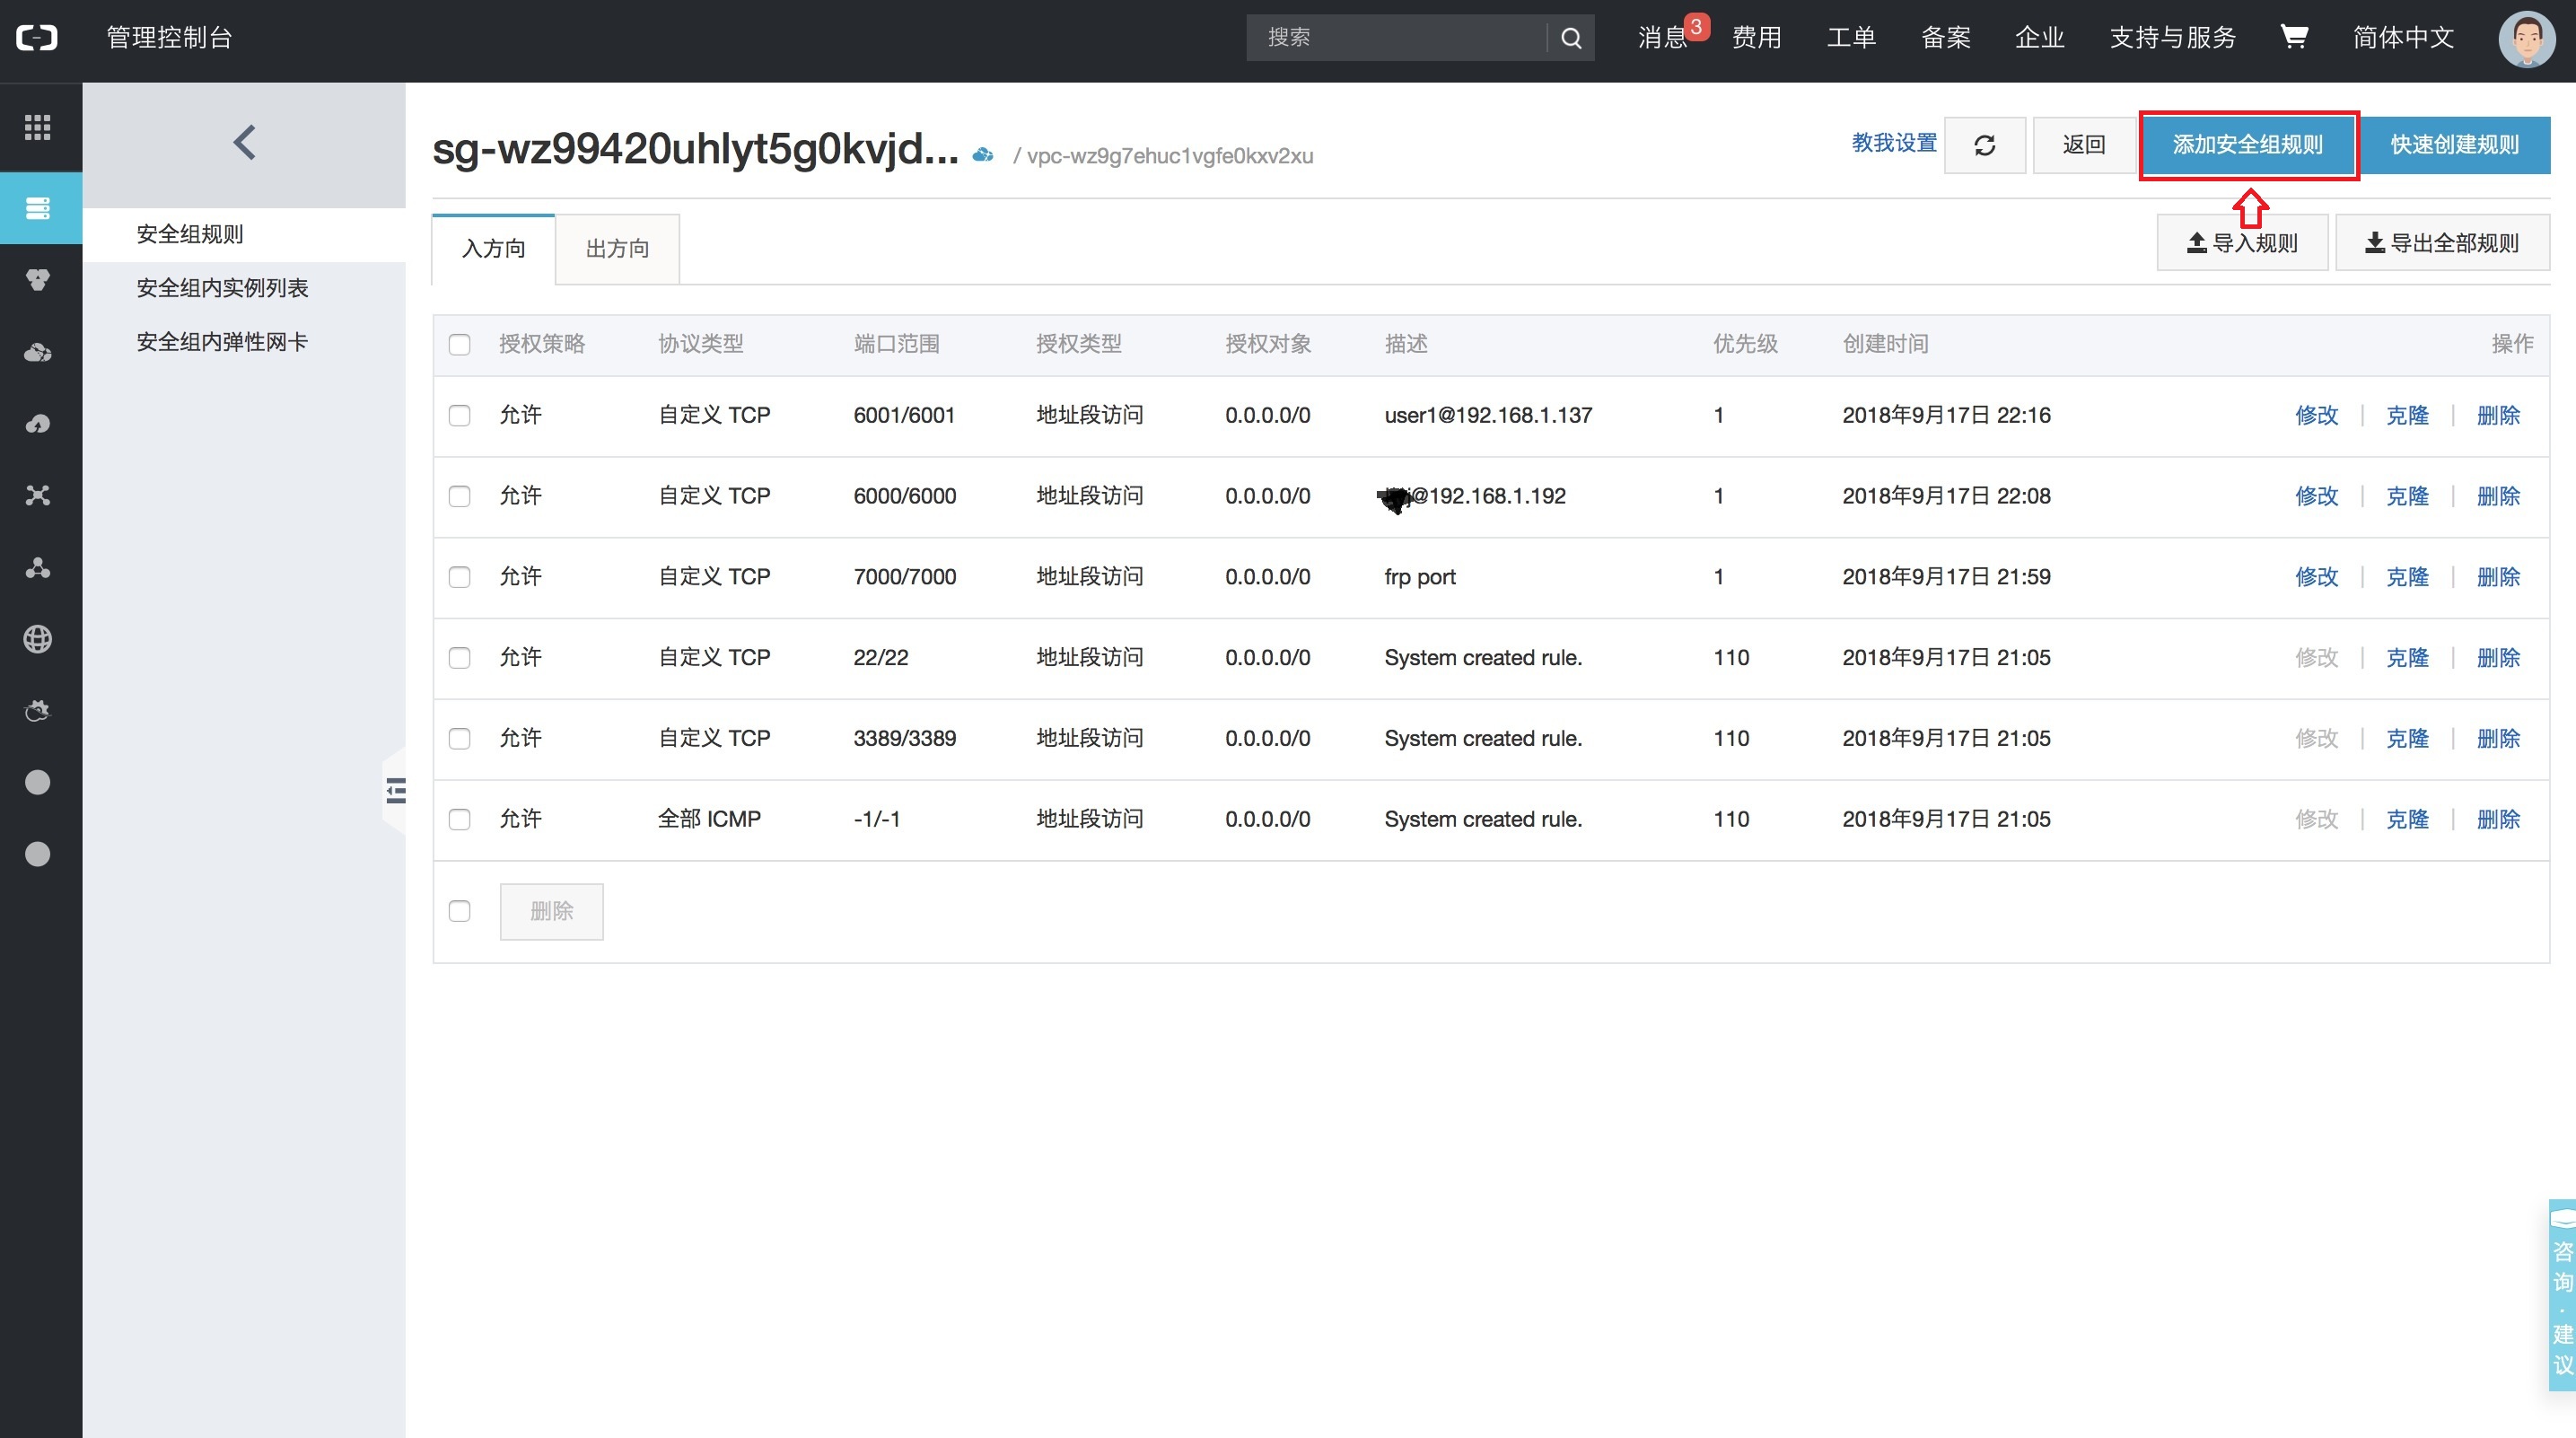 管理控制台
搜索
消息 3 费用 工单 备案 企业 支持与服务 简体中文
sg-wz99420uhlyt5g0kvjd... / vpc-wz9g7ehuc1vgfe0kxv2xu
教我设置 返回 添加安全组规则 快速创建规则
安全组规则
安全组内实例列表
安全组内弹性网卡
入方向 出方向
导入规则 导出全部规则
授权策略 协议类型 端口范围 授权类型 授权对象 描述 优先级 创建时间 操作
允许 自定义 TCP 6001/6001 地址段访问 0.0.0.0/0 user1@192.168.1.137 1 2018年9月17日 22:16 修改 | 克隆 | 删除
允许 自定义 TCP 6000/6000 地址段访问 0.0.0.0/0 @192.168.1.192 1 2018年9月17日 22:08 修改 | 克隆 | 删除
允许 自定义 TCP 7000/7000 地址段访问 0.0.0.0/0 frp port 1 2018年9月17日 21:59 修改 | 克隆 | 删除
允许 自定义 TCP 22/22 地址段访问 0.0.0.0/0 System created rule. 110 2018年9月17日 21:05 修改 | 克隆 | 删除
允许 自定义 TCP 3389/3389 地址段访问 0.0.0.0/0 System created rule. 110 2018年9月17日 21:05 修改 | 克隆 | 删除
允许 全部 ICMP -1/-1 地址段访问 0.0.0.0/0 System created rule. 110 2018年9月17日 21:05 修改 | 克隆 | 删除
删除
咨询·建议